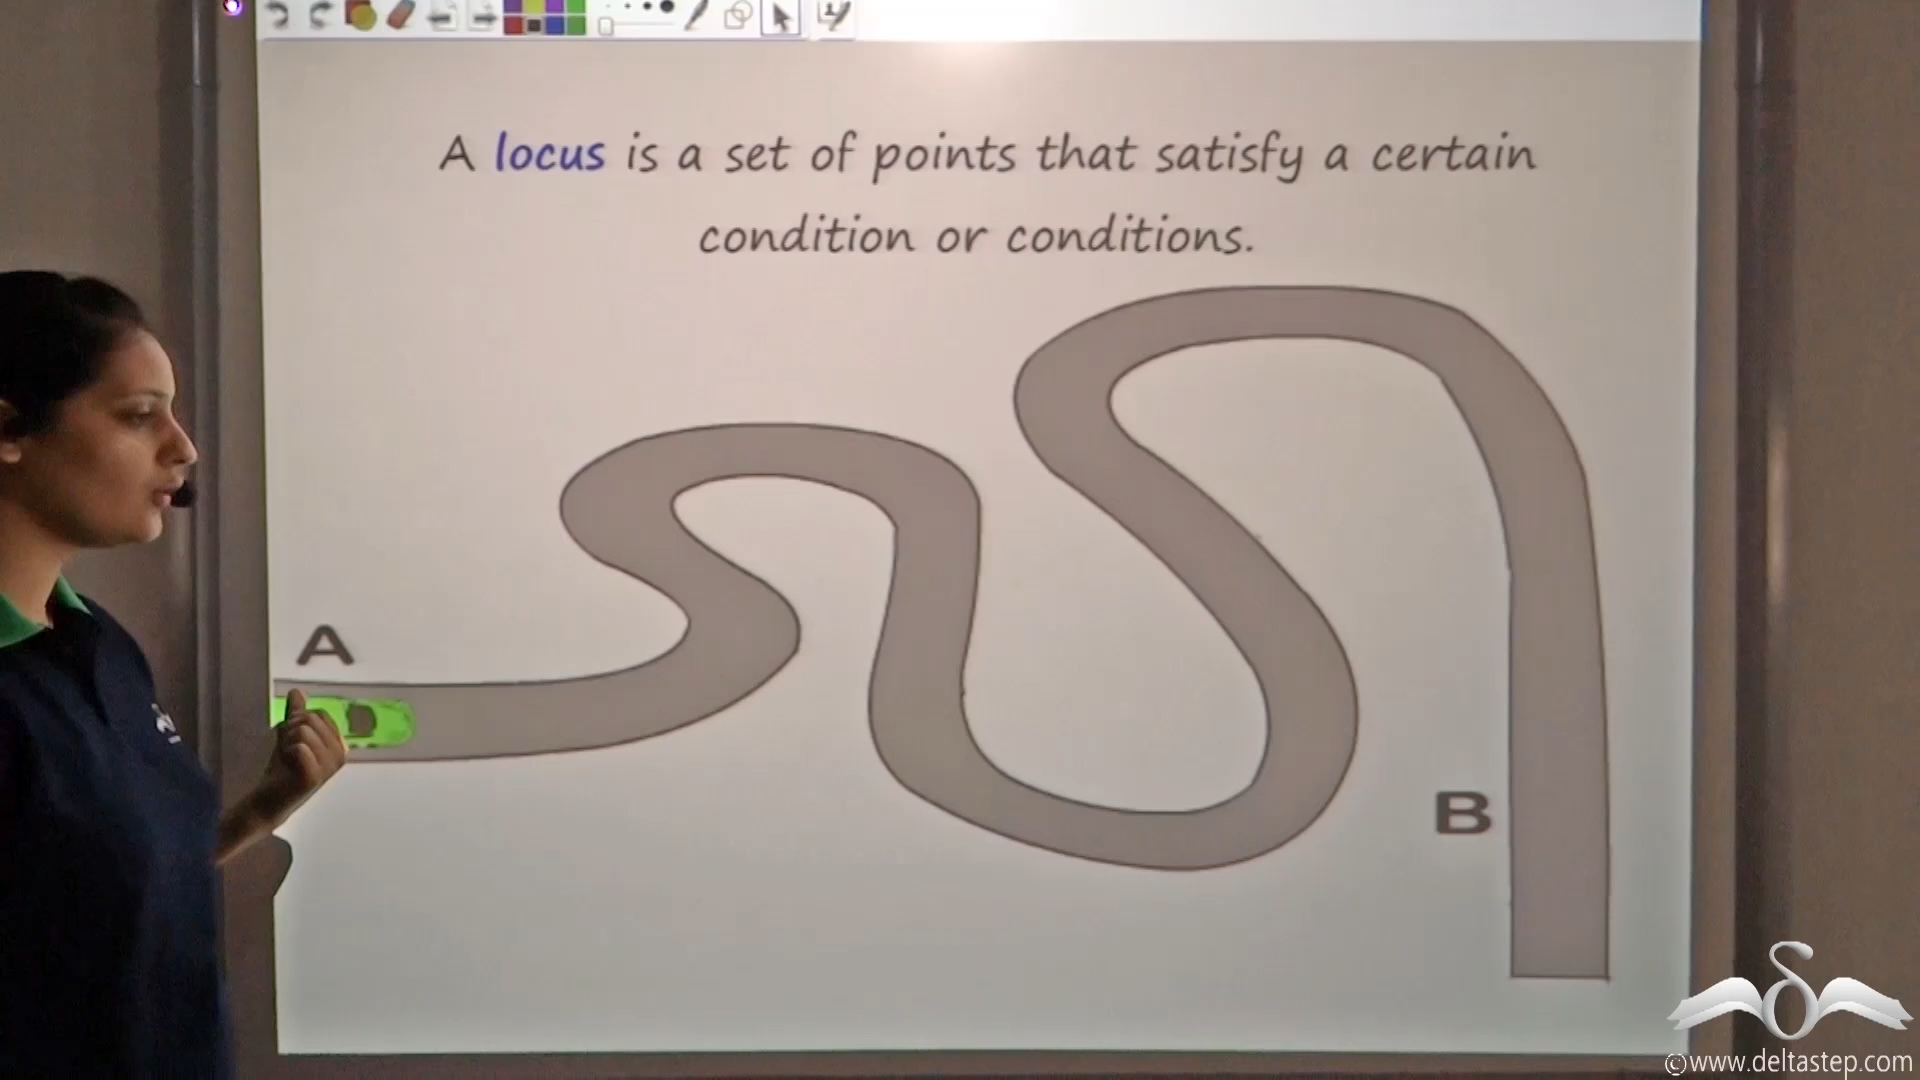 A locus is a set of points that satisfy a certain
condition or conditions.
A
B
©www.deltastep.com